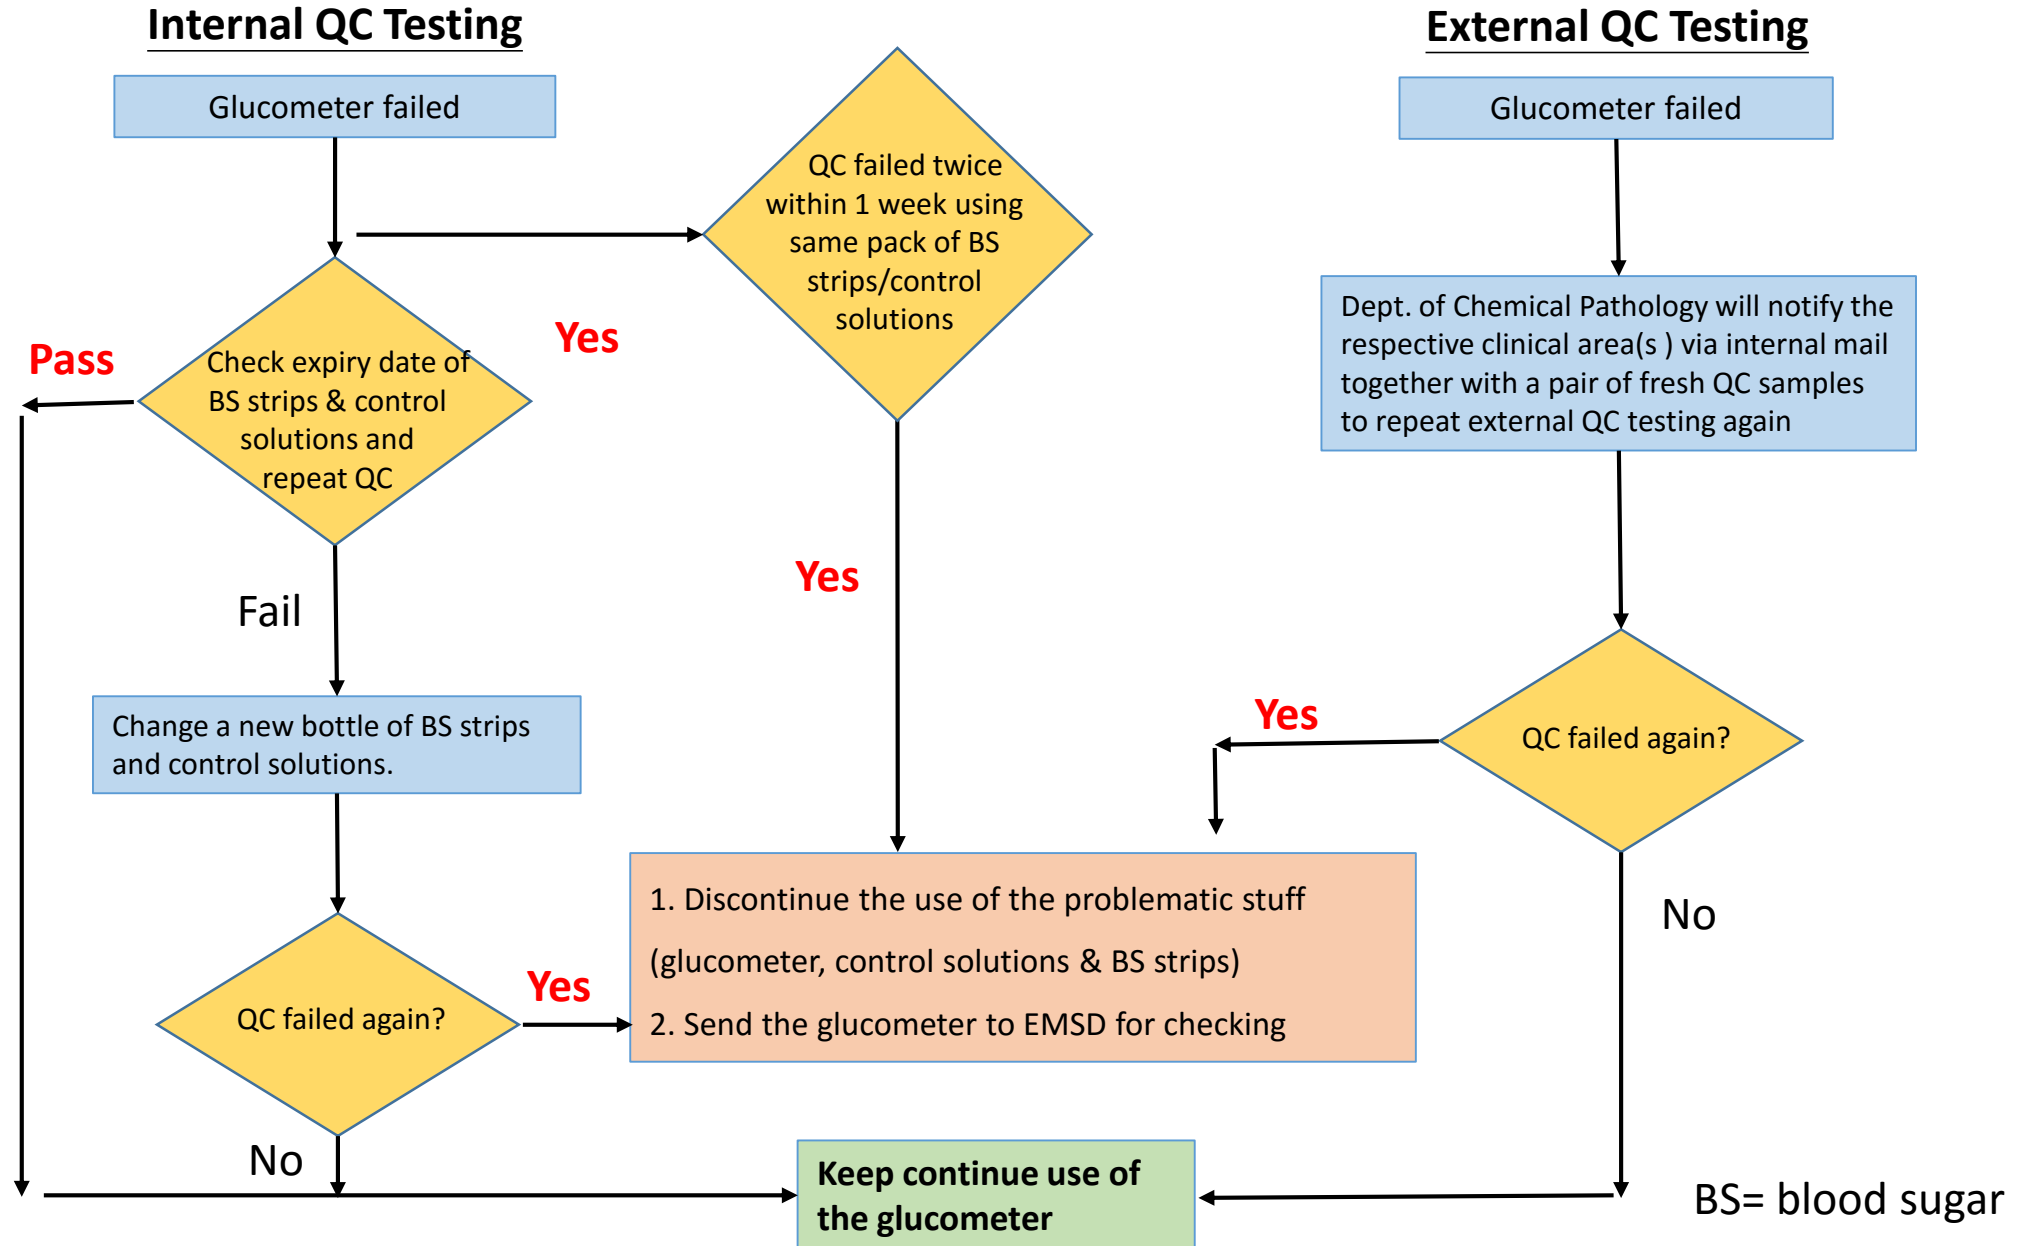 Internal QC Testing
Glucometer failed
QC failed twice
within 1 week using
same pack of BS
strips/control
solutions
Yes
Pass
Check expiry date of
BS strips & control
solutions and
repeat QC
Yes
Fail
Change a new bottle of BS strips
and control solutions.
QC failed again?
Yes
No
1. Discontinue the use of the problematic stuff
(glucometer, control solutions & BS strips)
2. Send the glucometer to EMSD for checking
Keep continue use of
the glucometer
External QC Testing
Glucometer failed
Dept. of Chemical Pathology will notify the
respective clinical area(s ) via internal mail
together with a pair of fresh QC samples
to repeat external QC testing again
QC failed again?
Yes
No
BS= blood sugar